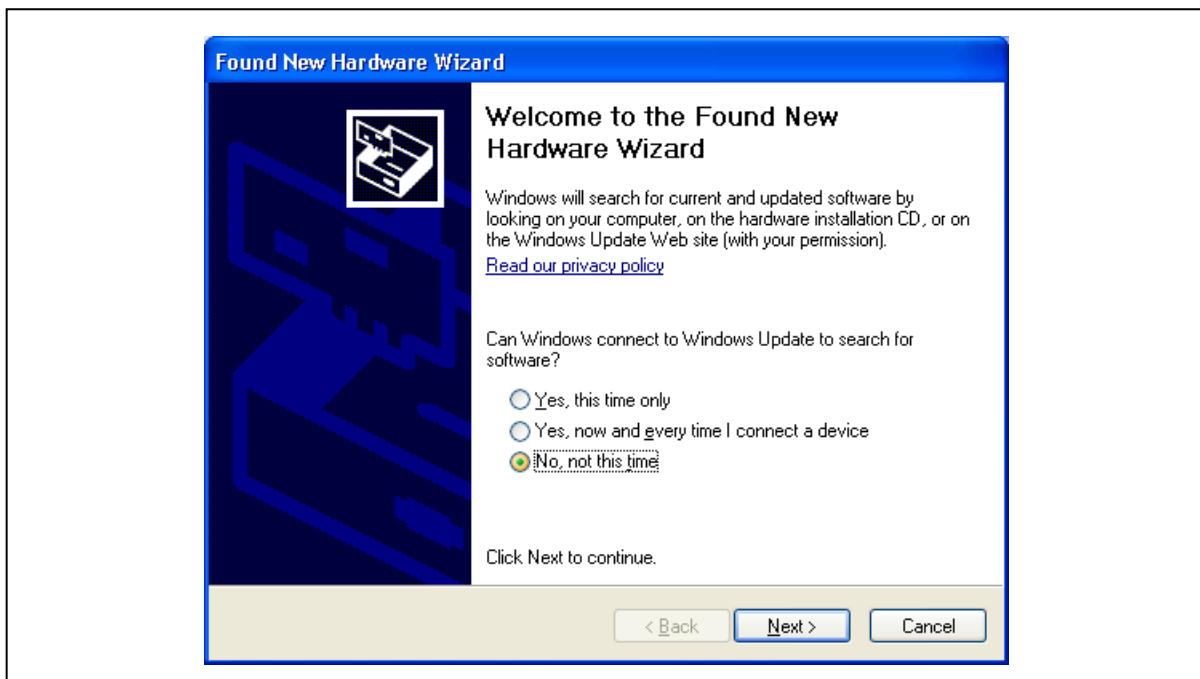 Found New Hardware Wizard
Welcome to the Found New
Hardware Wizard
Windows will search for current and updated software by
looking on your computer, on the hardware installation CD, or on
the Windows Update Web site (with your permission).
Read our privacy policy
Can Windows connect to Windows Update to search for
software?
Yes, this time only
Yes, now and every time I connect a device
No, not this time
Click Next to continue.
< Back
Next >
Cancel